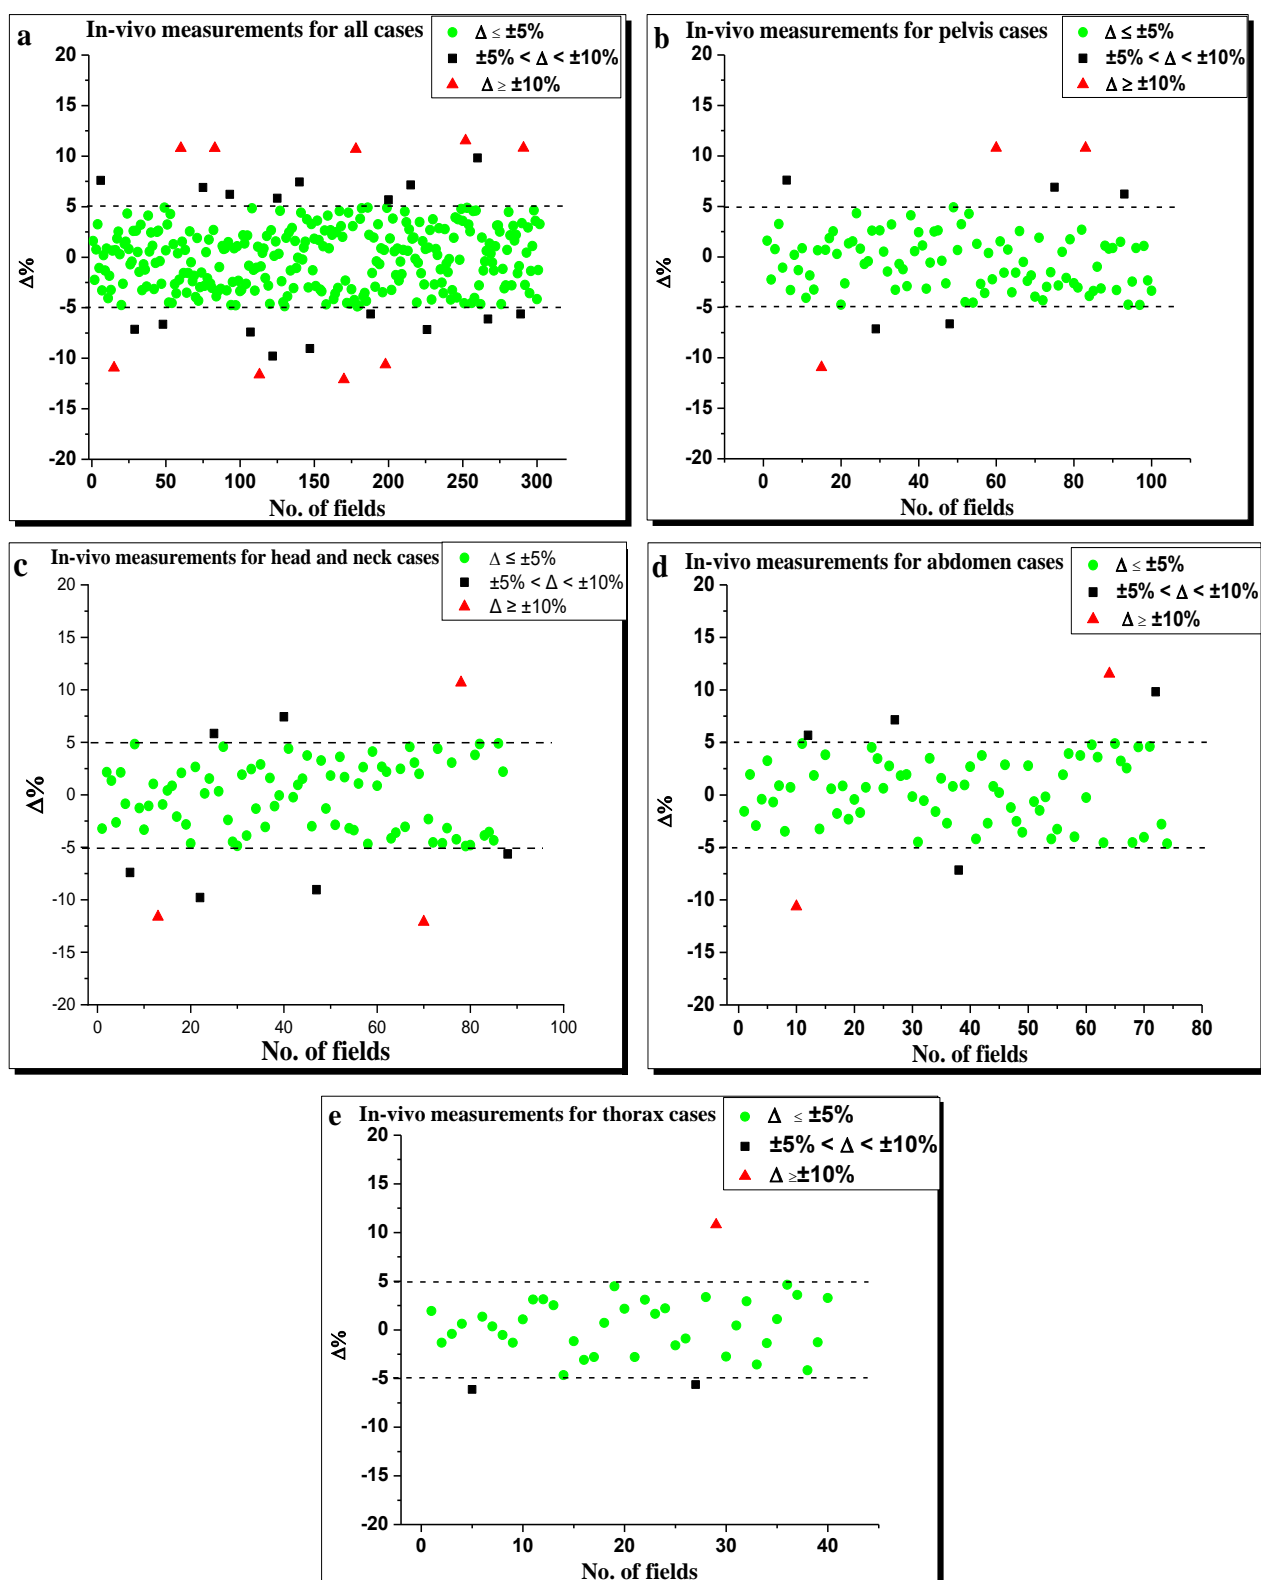 a
In-vivo measurements for all cases
Δ ≤ ±5%
±5% < Δ < ±10%
Δ ≥ ±10%
20
15
10
5
0
-5
-10
-15
-20
Δ%
0 50 100 150 200 250 300
No. of fields
b
In-vivo measurements for pelvis cases
Δ ≤ ±5%
±5% < Δ < ±10%
Δ ≥ ±10%
20
15
10
5
0
-5
-10
-15
-20
Δ%
0 20 40 60 80 100
No. of fields
c
In-vivo measurements for head and neck cases
Δ ≤ ±5%
±5% < Δ < ±10%
Δ ≥ ±10%
20
15
10
5
0
-5
-10
-15
-20
Δ%
0 20 40 60 80 100
No. of fields
d
In-vivo measurements for abdomen cases
Δ ≤ ±5%
±5% < Δ < ±10%
Δ ≥ ±10%
20
15
10
5
0
-5
-10
-15
-20
Δ%
0 10 20 30 40 50 60 70 80
No. of fields
e
In-vivo measurements for thorax cases
Δ ≤ ±5%
±5% < Δ < ±10%
Δ ≥±10%
20
15
10
5
0
-5
-10
-15
-20
Δ%
0 10 20 30 40
No. of fields